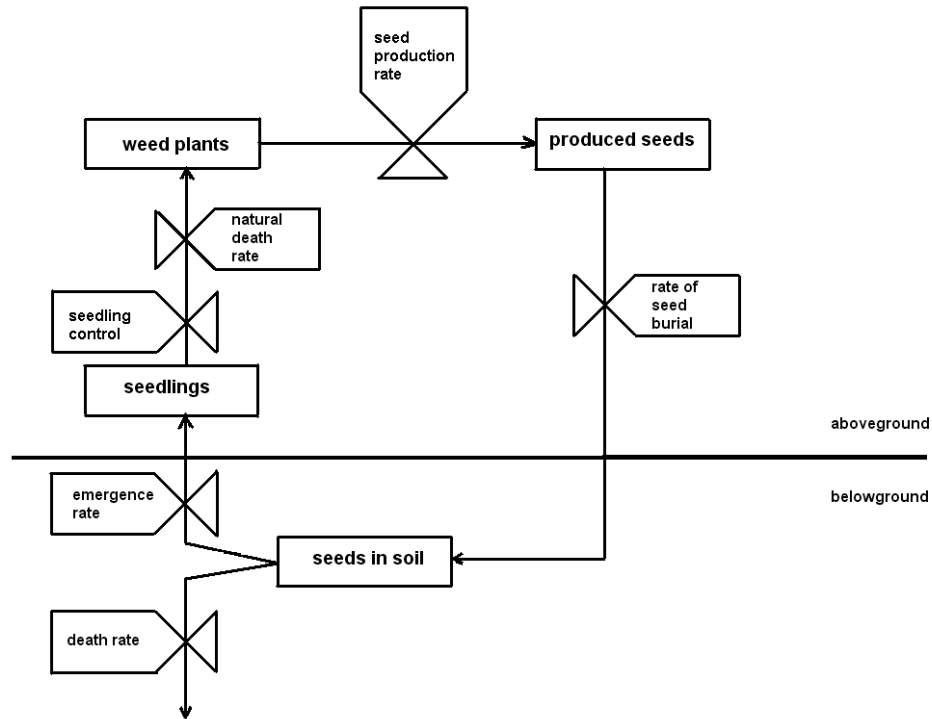 seed
production
rate
weed plants
produced seeds
natural
death
rate
rate of
seed
burial
seedling
control
seedlings
aboveground
emergence
rate
belowground
seeds in soil
death rate